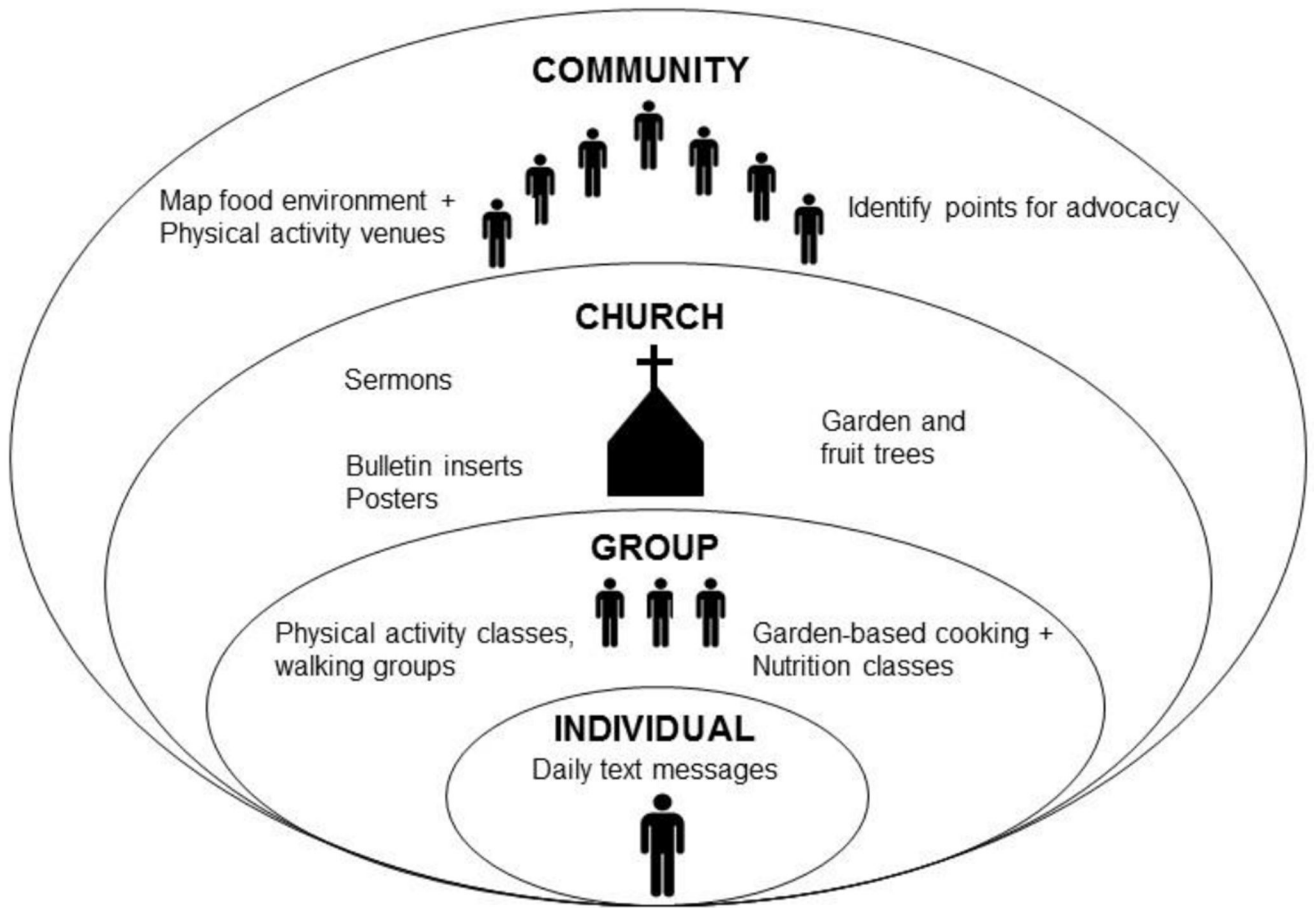 COMMUNITY
Map food environment +
Physical activity venues
Identify points for advocacy
CHURCH
Sermons
Bulletin inserts
Posters
Garden and
fruit trees
GROUP
Physical activity classes,
walking groups
Garden-based cooking +
Nutrition classes
INDIVIDUAL
Daily text messages